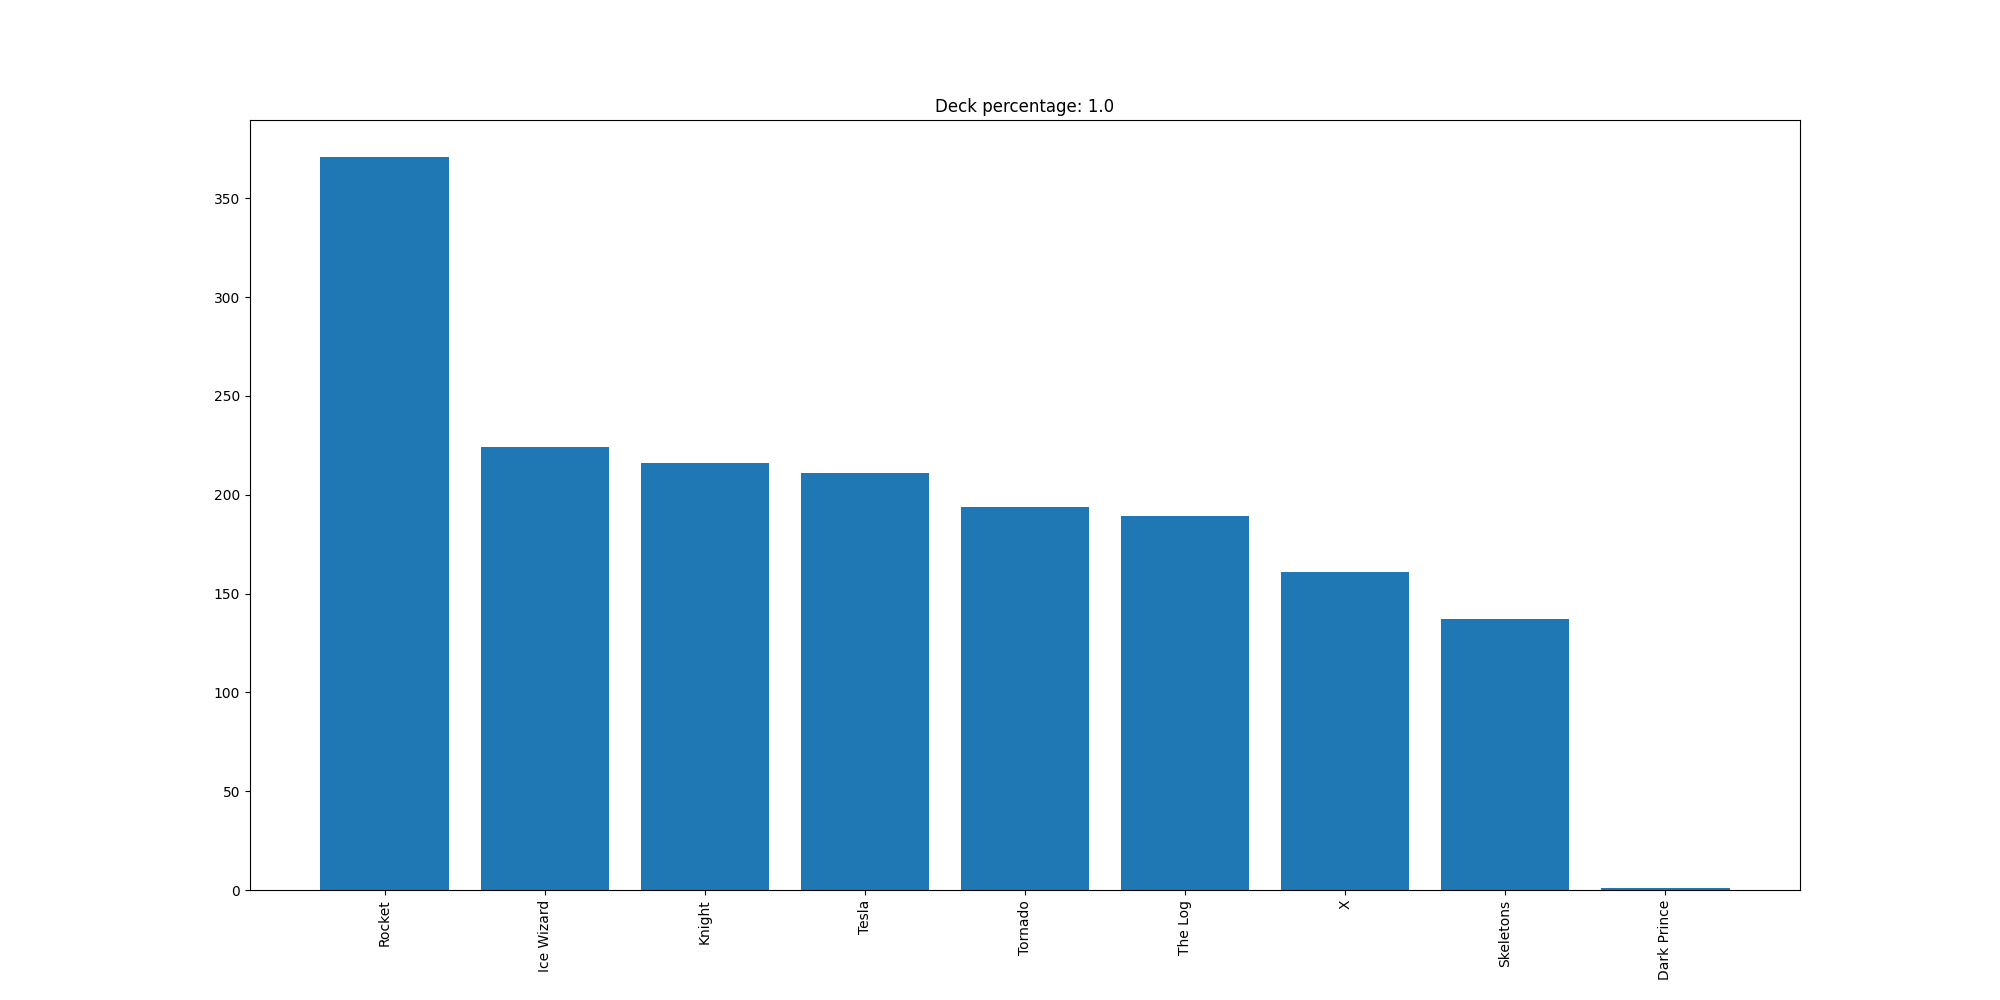 Deck percentage: 1.0
350
300
250
200
150
100
50
0
Rocket
Ice Wizard
Knight
Tesla
Tornado
The Log
X
Skeletons
Dark Prince